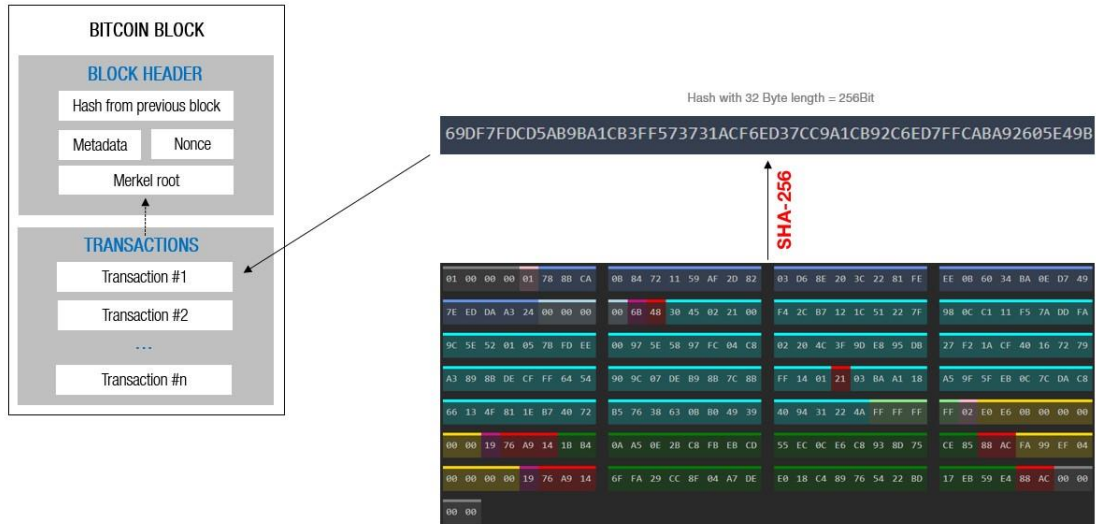 BITCOIN BLOCK
BLOCK HEADER
Hash from previous block
Metadata Nonce
Merkel root
TRANSACTIONS
Transaction #1
Transaction #2
...
Transaction #n
Hash with 32 Byte length = 256Bit
69DF7FDCD5AB9BA1CB3FF573731ACF6ED37CC9A1CB92C6ED7FFCABA92605E49B
SHA-256
01 00 00 00 01 78 8B CA 0B 84 72 11 59 AF 2D 82 03 D6 8E 20 3C 22 81 FE EE 0B 60 34 BA 0E D7 49
7E ED DA A3 24 00 00 00 00 6B 48 30 45 02 21 00 F4 2C B7 12 1C 51 22 7F 98 0C C1 11 F5 7A DD FA
9C 5E 52 01 05 7B FD EE 00 97 5E 58 97 FC 04 C8 02 20 4C 3F 9D E8 95 DB 27 F2 1A CF 40 16 72 79
A3 89 8B DE CF FF 64 54 90 9C 07 DE B9 8B 7C 8B FF 14 01 21 03 BA A1 18 A5 9F 5F EB 0C 7C DA C8
66 13 4F 81 1E B7 40 72 B5 76 38 63 0B B0 49 39 40 94 31 22 4A FF FF FF FF 02 E0 E6 0B 00 00 00
00 00 19 76 A9 14 1B B4 0A A5 0E 2B C8 FB EB CD 55 EC 0C E6 C8 93 8D 75 CE 85 88 AC FA 99 EF 04
00 00 00 00 19 76 A9 14 6F FA 29 CC 8F 04 A7 DE E0 18 C4 89 76 54 22 BD 17 EB 59 E4 88 AC 00 00
00 00